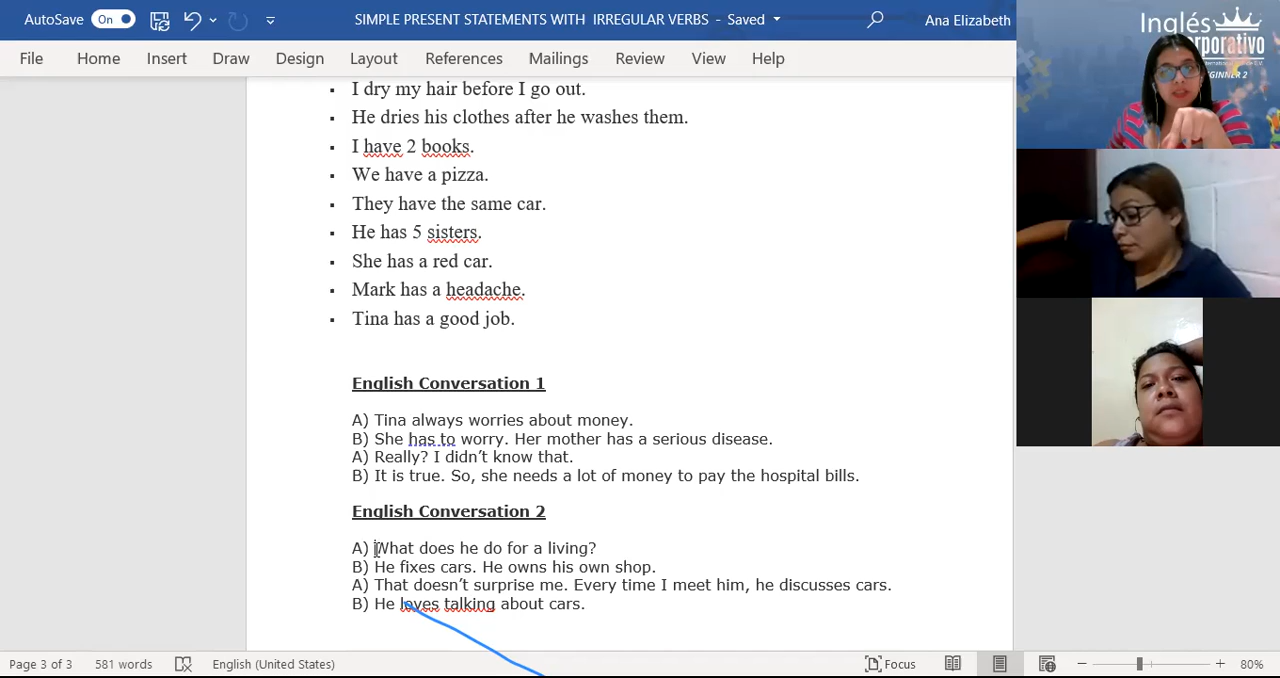 AutoSave On SIMPLE PRESENT STATEMENTS WITH IRREGULAR VERBS - Saved Ana Elizabeth
File Home Insert Draw Design Layout References Mailings Review View Help
▪ I dry my hair before I go out.
▪ He dries his clothes after he washes them.
▪ I have 2 books.
▪ We have a pizza.
▪ They have the same car.
▪ He has 5 sisters.
▪ She has a red car.
▪ Mark has a headache.
▪ Tina has a good job.
English Conversation 1
A) Tina always worries about money.
B) She has to worry. Her mother has a serious disease.
A) Really? I didn’t know that.
B) It is true. So, she needs a lot of money to pay the hospital bills.
English Conversation 2
A) What does he do for a living?
B) He fixes cars. He owns his own shop.
A) That doesn’t surprise me. Every time I meet him, he discusses cars.
B) He loves talking about cars.
Page 3 of 3 581 words English (United States) Focus 80%
Inglés